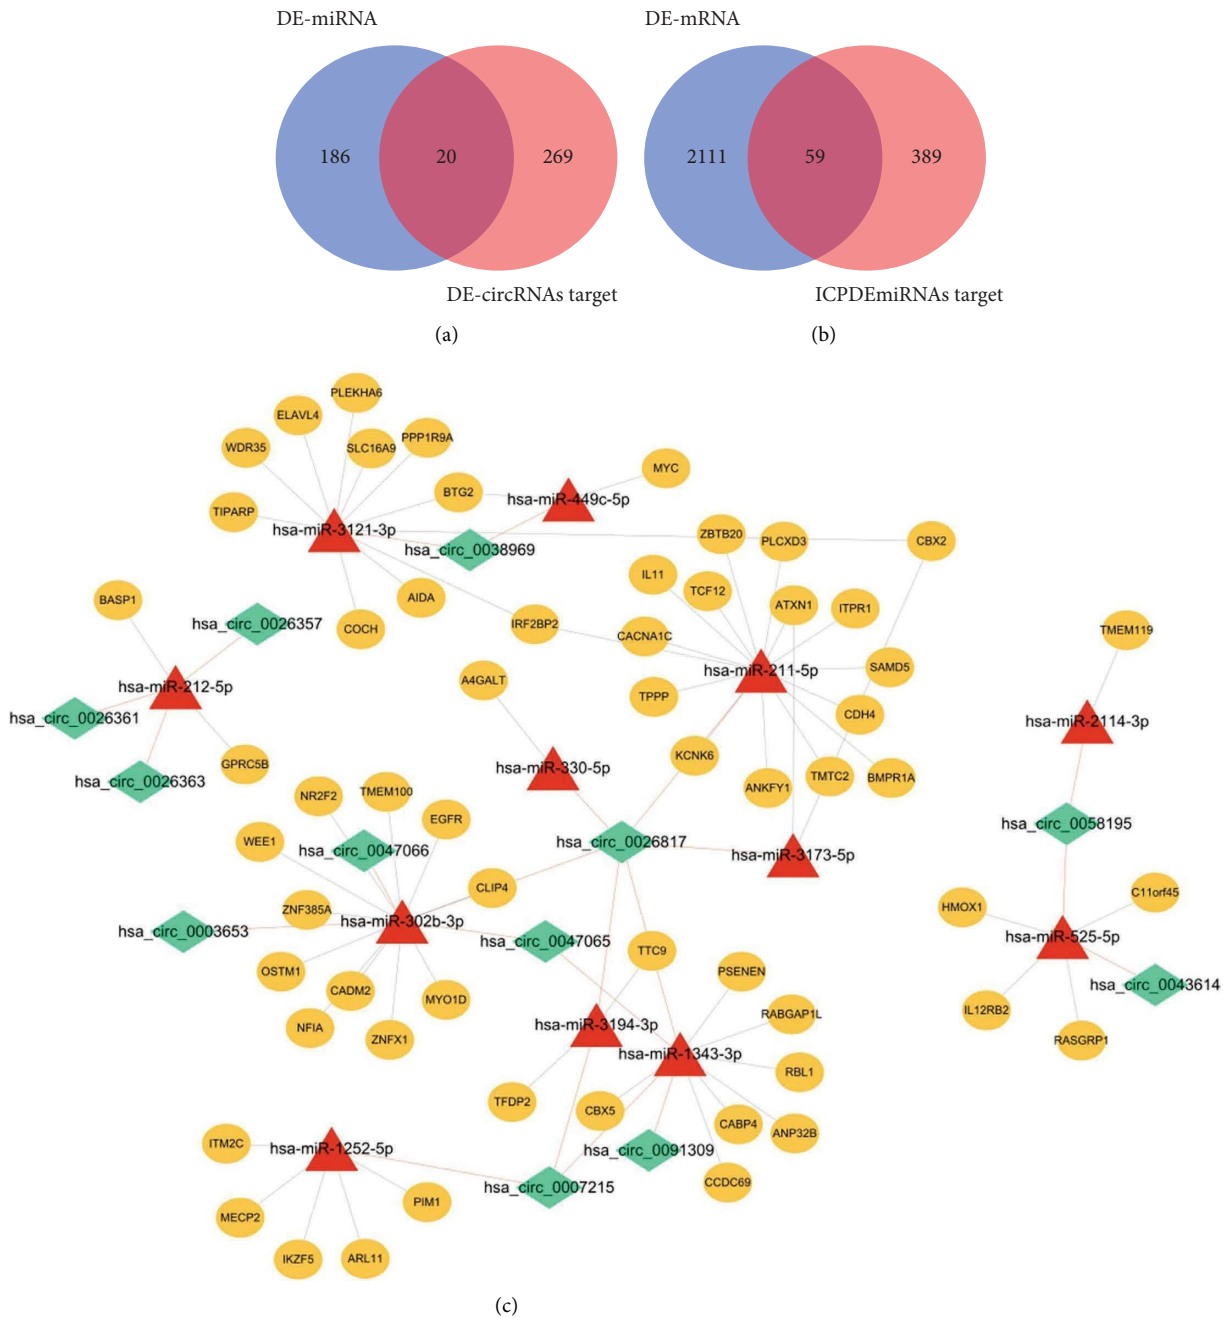 DE-miRNA
DE-mRNA
186
20
269
2111
59
389
DE-circRNAs target
ICPDEmiRNAs target
(a)
(b)
PLEKHA6
ELAVL4
WDR35
SLC16A9
PPP1R9A
MYC
BTG2
hsa-miR-449c-5p
TIPARP
hsa-miR-3121-3p
hsa_circ_0038969
ZBTB20
PLCXD3
CBX2
IL11
TCF12
ATXN1
ITPR1
BASP1
AIDA
hsa_circ_0026357
COCH
IRF2BP2
CACNA1C
TMEM119
hsa-miR-211-5p
SAMD5
hsa-miR-212-5p
A4GALT
TPPP
hsa_circ_0026361
CDH4
hsa-miR-2114-3p
GPRC5B
KCNK6
hsa-miR-330-5p
hsa_circ_0026363
ANKFY1
TMTC2
BMPR1A
NR2F2
TMEM100
EGFR
hsa_circ_0058195
WEE1
hsa_circ_0047066
hsa_circ_0026817
hsa-miR-3173-5p
CLIP4
C11orf45
ZNF385A
HMOX1
hsa-miR-302b-3p
hsa_circ_0003653
hsa_circ_0047065
hsa-miR-525-5p
TTC9
OSTM1
PSENEN
CADM2
MYO1D
hsa_circ_0043614
IL12RB2
RABGAP1L
NFIA
ZNFX1
hsa-miR-3194-3p
RASGRP1
hsa-miR-1343-3p
RBL1
TFDP2
CBX5
CABP4
ANP32B
ITM2C
hsa-miR-1252-5p
hsa_circ_0091309
CCDC69
hsa_circ_0007215
PIM1
MECP2
IKZF5
ARL11
(c)